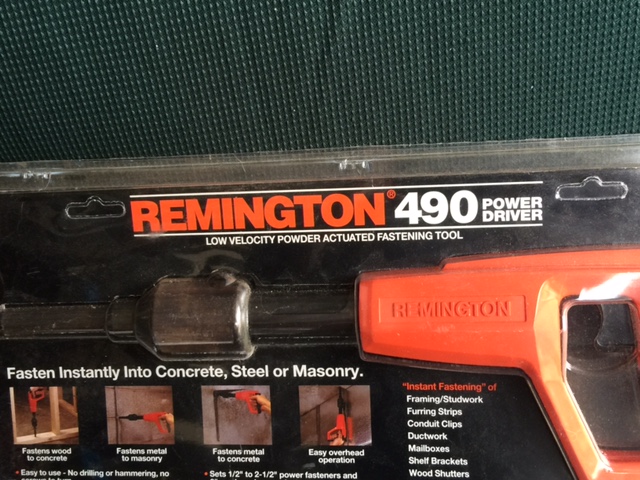 REMINGTON® 490 POWER DRIVER
LOW VELOCITY POWDER ACTUATED FASTENING TOOL
REMINGTON
Fasten Instantly Into Concrete, Steel or Masonry.
Fastens wood
to concrete
Fastens metal
to masonry
Fastens metal
to concrete
Easy overhead
operation
"Instant Fastening" of
Framing/Studwork
Furring Strips
Conduit Clips
Ductwork
Mailboxes
Shelf Brackets
Wood Shutters
• Easy to use - No drilling or hammering, no
screws to turn
• Sets 1/2" to 2-1/2" power fasteners and